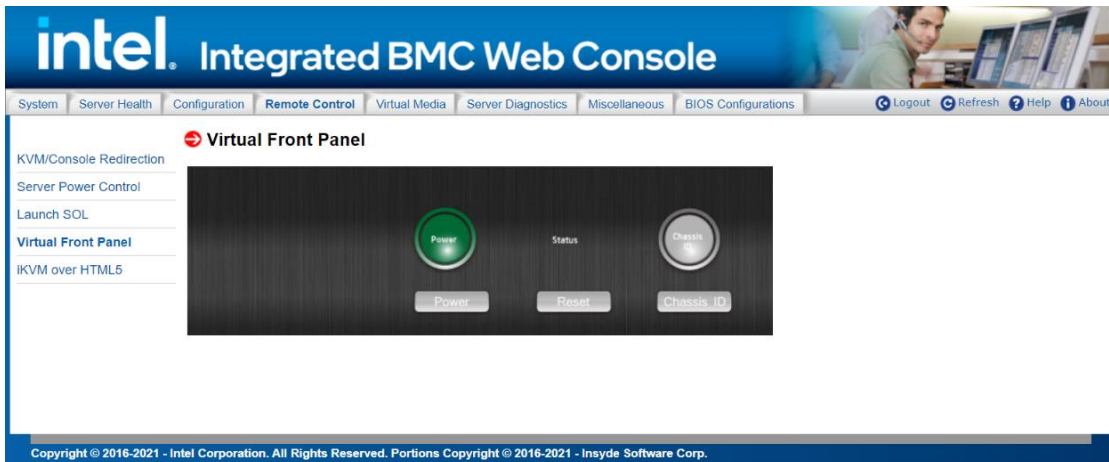 intel. Integrated BMC Web Console
System Server Health Configuration Remote Control Virtual Media Server Diagnostics Miscellaneous BIOS Configurations Logout Refresh Help About
Virtual Front Panel
KVM/Console Redirection
Server Power Control
Launch SOL
Virtual Front Panel
iKVM over HTML5
Power Status Chassis ID
Power Reset Chassis ID
Copyright © 2016-2021 - Intel Corporation. All Rights Reserved. Portions Copyright © 2016-2021 - Insyde Software Corp.